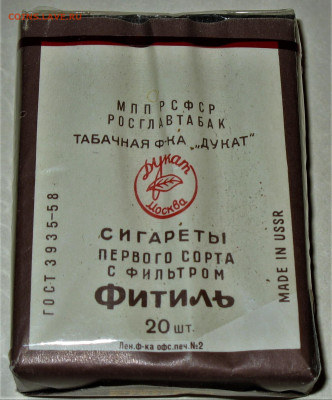 МППРСФСР
РОСГЛАВТАБАК
ТАБАЧНАЯ Ф-КА „ДУКАТ"
Дукат
МОСКВА
СИГАРЕТЫ
ПЕРВОГО СОРТА
С ФИЛЬТРОМ
ФИТИЛЬ
20 ШТ.
Лен. ф-ка офс. печ. №2
ГОСТ 3935-58
MADE IN USSR